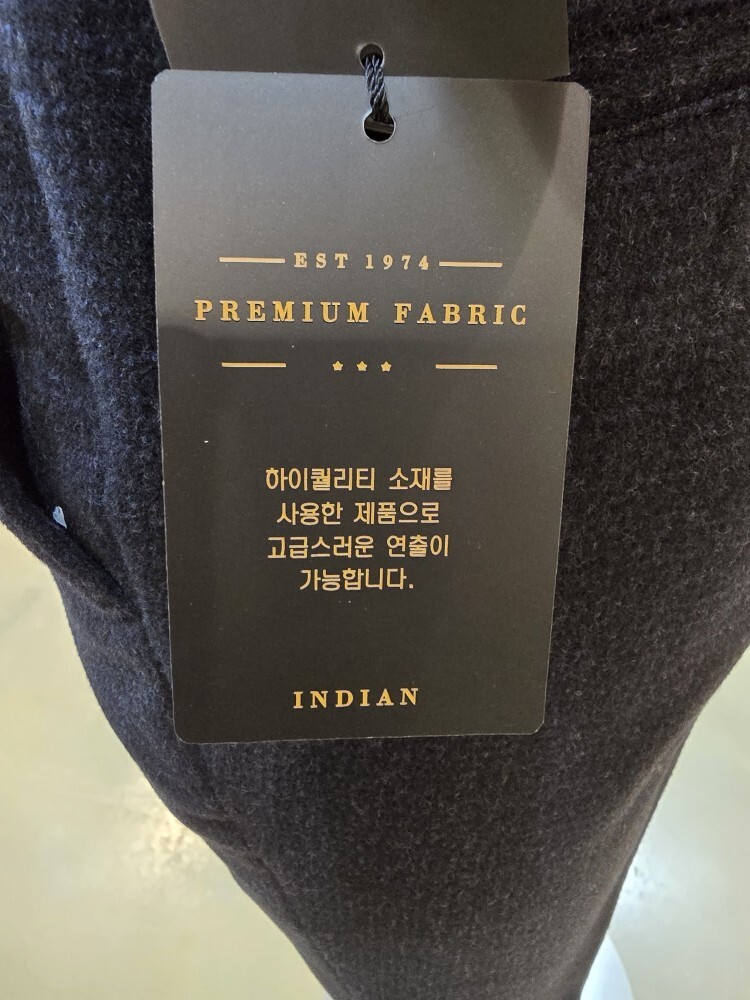 EST 1974
PREMIUM FABRIC
하이퀄리티 소재를
사용한 제품으로
고급스러운 연출이
가능합니다.
INDIAN